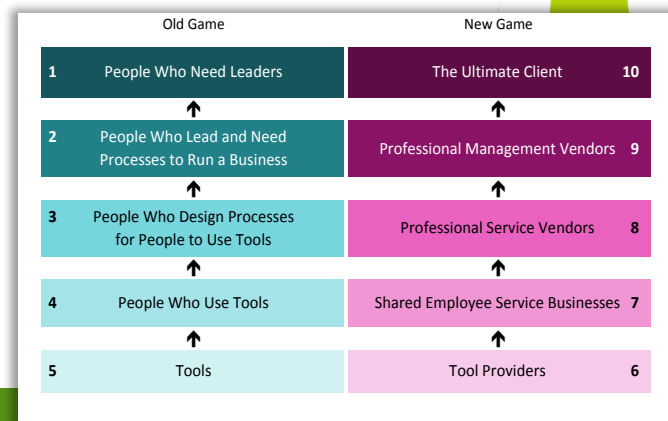 Old Game
New Game
1 People Who Need Leaders
The Ultimate Client 10
2 People Who Lead and Need
Processes to Run a Business
Professional Management Vendors 9
3 People Who Design Processes
for People to Use Tools
Professional Service Vendors 8
4 People Who Use Tools
Shared Employee Service Businesses 7
5 Tools
Tool Providers 6